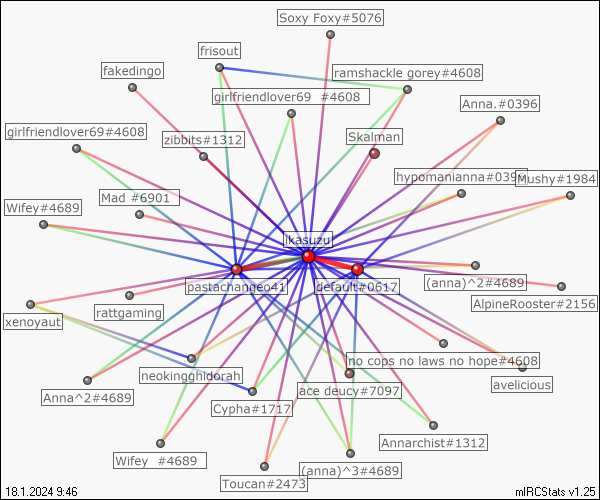 Soxy Foxy#5076
frisout
fakedingo
ramshackle gorey#4608
girlfriendlover69 #4608
Anna.#0396
girlfriendlover69#4608
zibbits#1312
Skalman
hypomanianna#0396
Mushy#1984
Mad #6901
Wifey#4689
ikasuzu
pastachangeo41
default#0617
(anna)^2#4689
AlpineRooster#2156
rattgaming
xenoyaut
no cops no laws no hope#4608
neokingghidorah
ace deucy#7097
avelicious
Anna^2#4689
Cypha#1717
Annarchist#1312
Wifey #4689
(anna)^3#4689
Toucan#2473
18.1.2024 9:46
mIRCStats v1.25